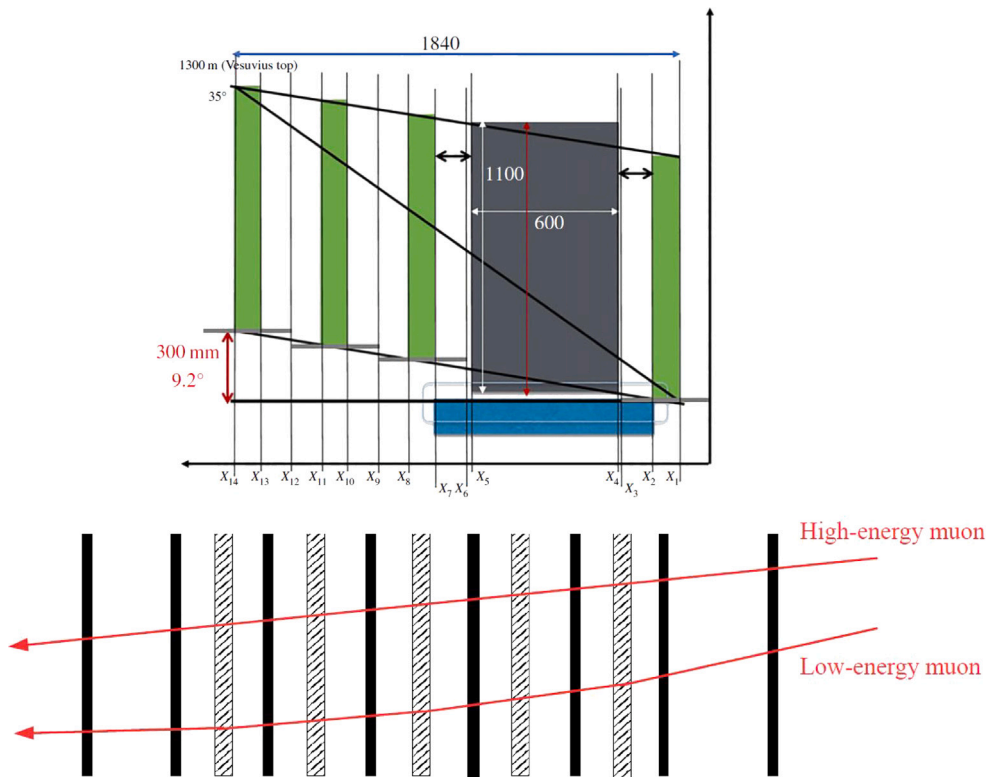 1840
1300 m (Vesuvius top)
35°
1100
600
300 mm
9.2°
X14 X13 X12 X11 X10 X9 X8 X7 X6 X5 X4 X3 X2 X1
High-energy muon
Low-energy muon